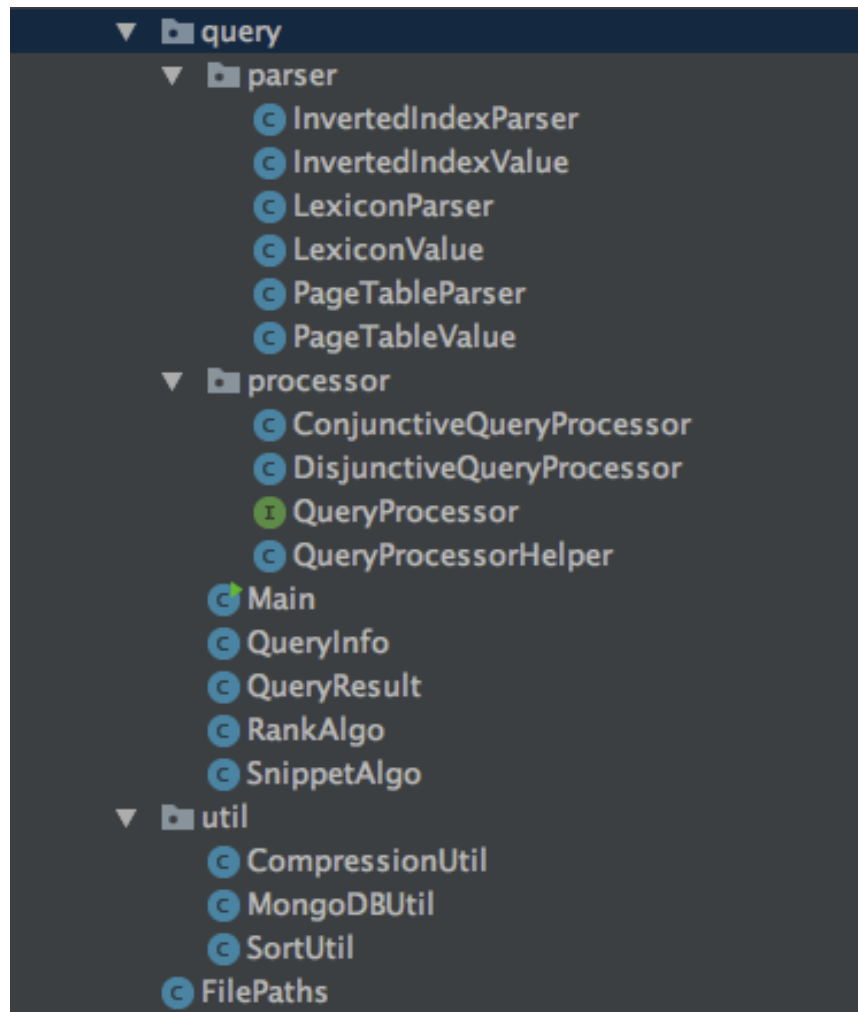 query
parser
C InvertedIndexParser
C InvertedIndexValue
C LexiconParser
C LexiconValue
C PageTableParser
C PageTableValue
processor
C ConjunctiveQueryProcessor
C DisjunctiveQueryProcessor
I QueryProcessor
C QueryProcessorHelper
C Main
C QueryInfo
C QueryResult
C RankAlgo
C SnippetAlgo
util
C CompressionUtil
C MongoDBUtil
C SortUtil
C FilePaths